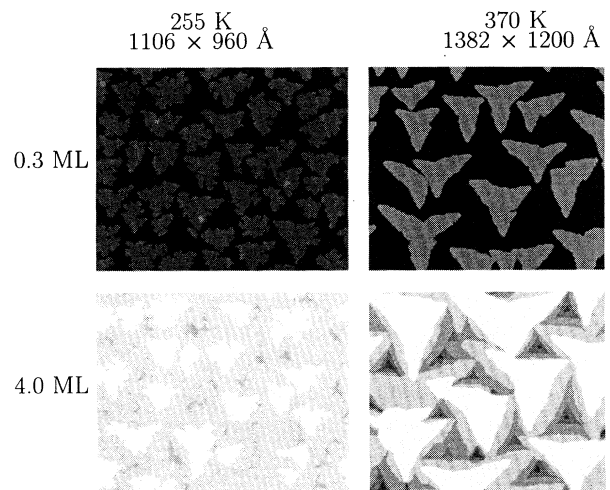 255 K
1106 × 960 Å
370 K
1382 × 1200 Å
0.3 ML
4.0 ML